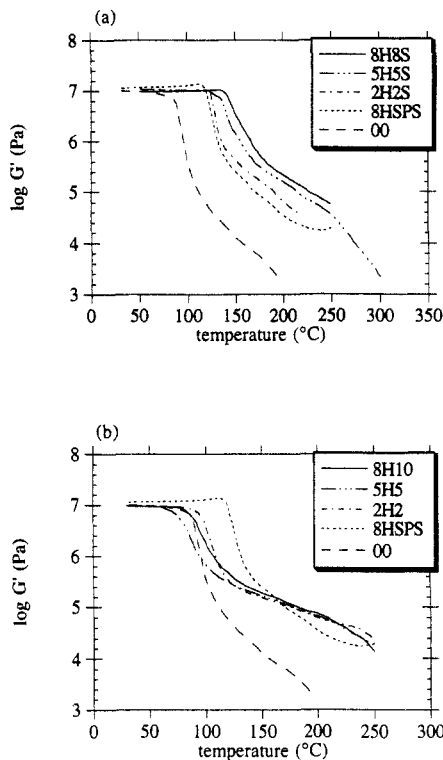 (a)
8
8H8S
5H5S
2H2S
8HSPS
00
7
6
5
4
3
log G' (Pa)
0 50 100 150 200 250 300 350
temperature (°C)
(b)
8
8H10
5H5
2H2
8HSPS
00
7
6
5
4
3
log G' (Pa)
0 50 100 150 200 250 300
temperature (°C)